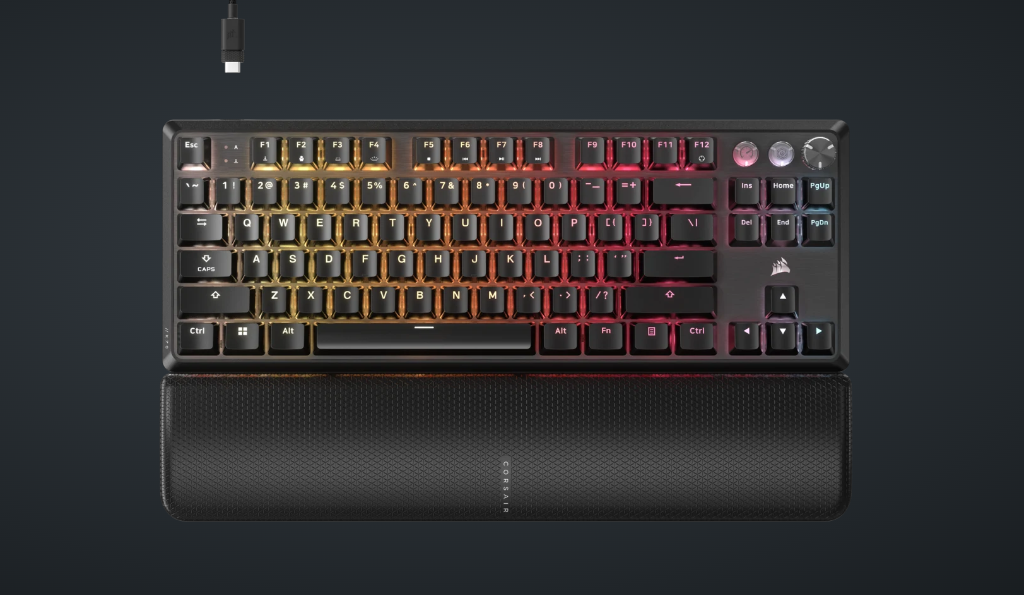 Esc F1 F2 F3 F4 F5 F6 F7 F8 F9 F10 F11 F12
\ ~ 1 ! 2 @ 3 # 4 $ 5 % 6 ^ 7 & 8 * 9 ( 0 ) - _ = + Ins Home PgUp
Q W E R T Y U I O P [ { ] } \ | Del End PgDn
CAPS A S D F G H J K L ; : ' "
Z X C V B N M , < . > / ?
Ctrl Alt Alt Fn Ctrl
CORSAIR